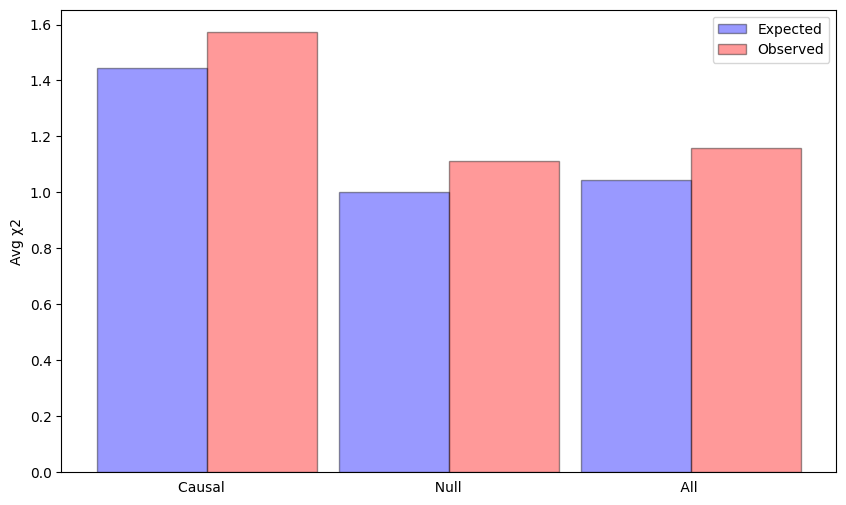 Expected
Observed
1.6
1.4
1.2
1.0
0.8
0.6
0.4
0.2
0.0
Avg χ2
Causal
Null
All